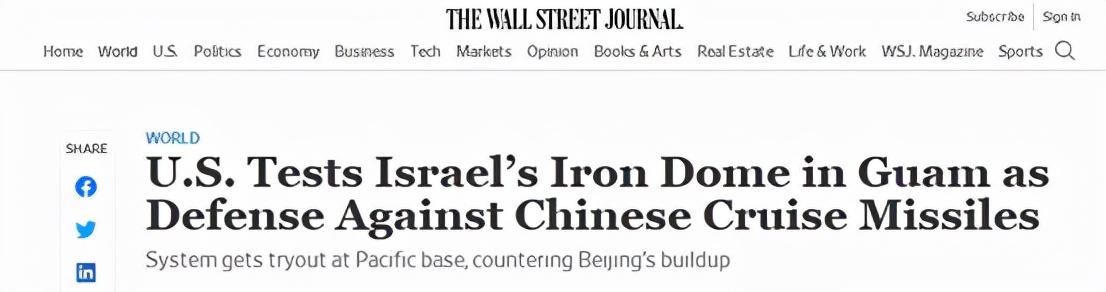 THE WALL STREET JOURNAL.
Subscribe Sign In
Home World U.S. Politics Economy Business Tech Markets Opinion Books & Arts Real Estate Life & Work WSJ. Magazine Sports
SHARE
WORLD
U.S. Tests Israel’s Iron Dome in Guam as
Defense Against Chinese Cruise Missiles
System gets tryout at Pacific base, countering Beijing’s buildup